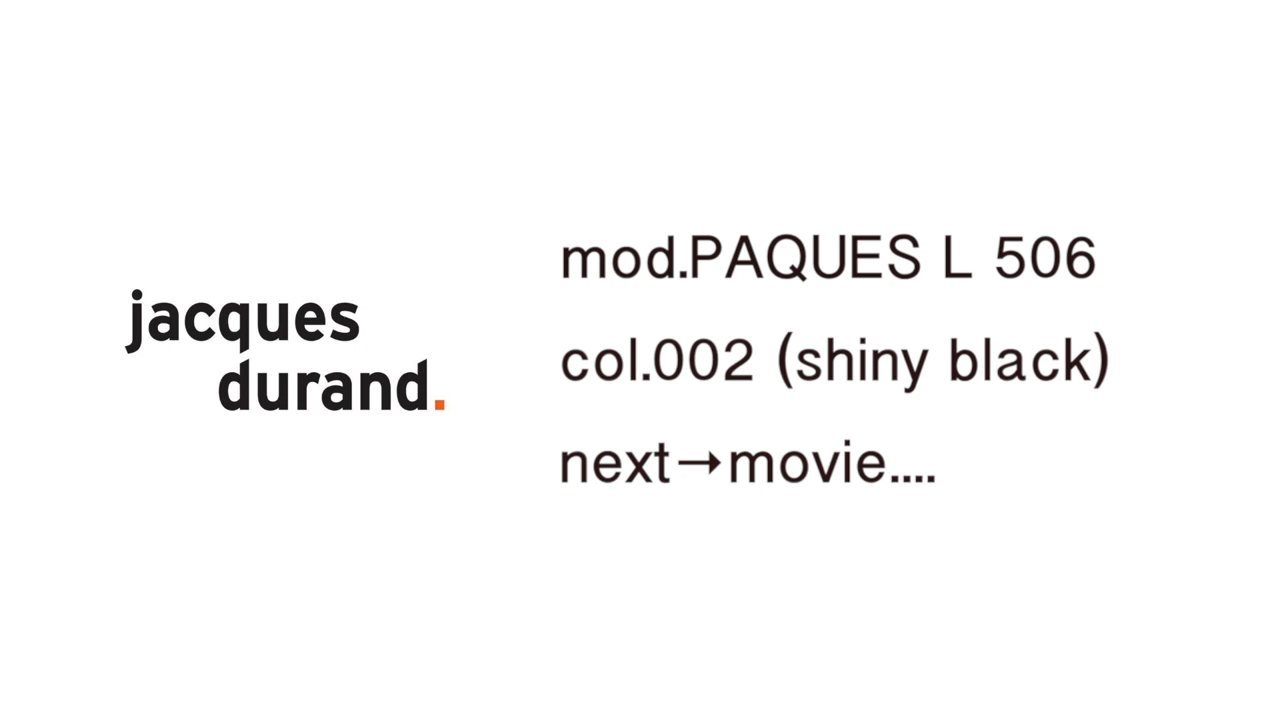 jacques
durand.
mod.PAQUES L 506
col.002 (shiny black)
next→movie....